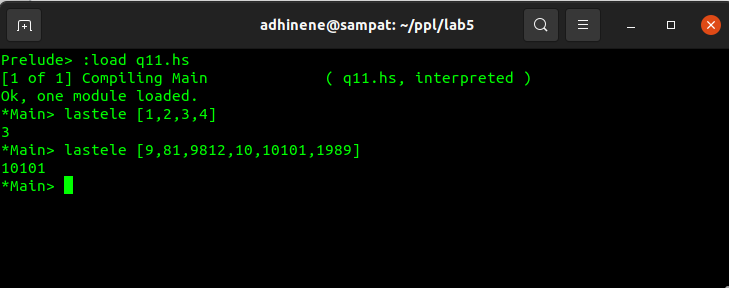 adhinene@sampat: ~/ppl/lab5
Prelude> :load q11.hs
[1 of 1] Compiling Main             ( q11.hs, interpreted )
Ok, one module loaded.
*Main> lastele [1,2,3,4]
3
*Main> lastele [9,81,9812,10,10101,1989]
10101
*Main>